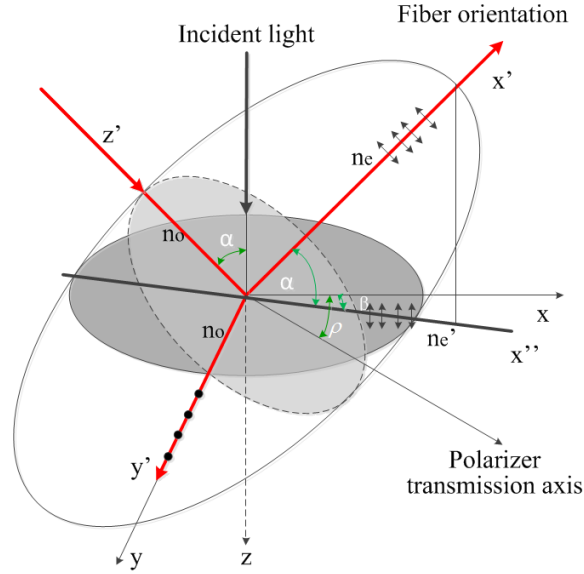 Fiber orientation
Incident light
x'
z'
ne
no
α
α
β
x
no
ρ
ne'
x''
y'
Polarizer
transmission axis
y
z